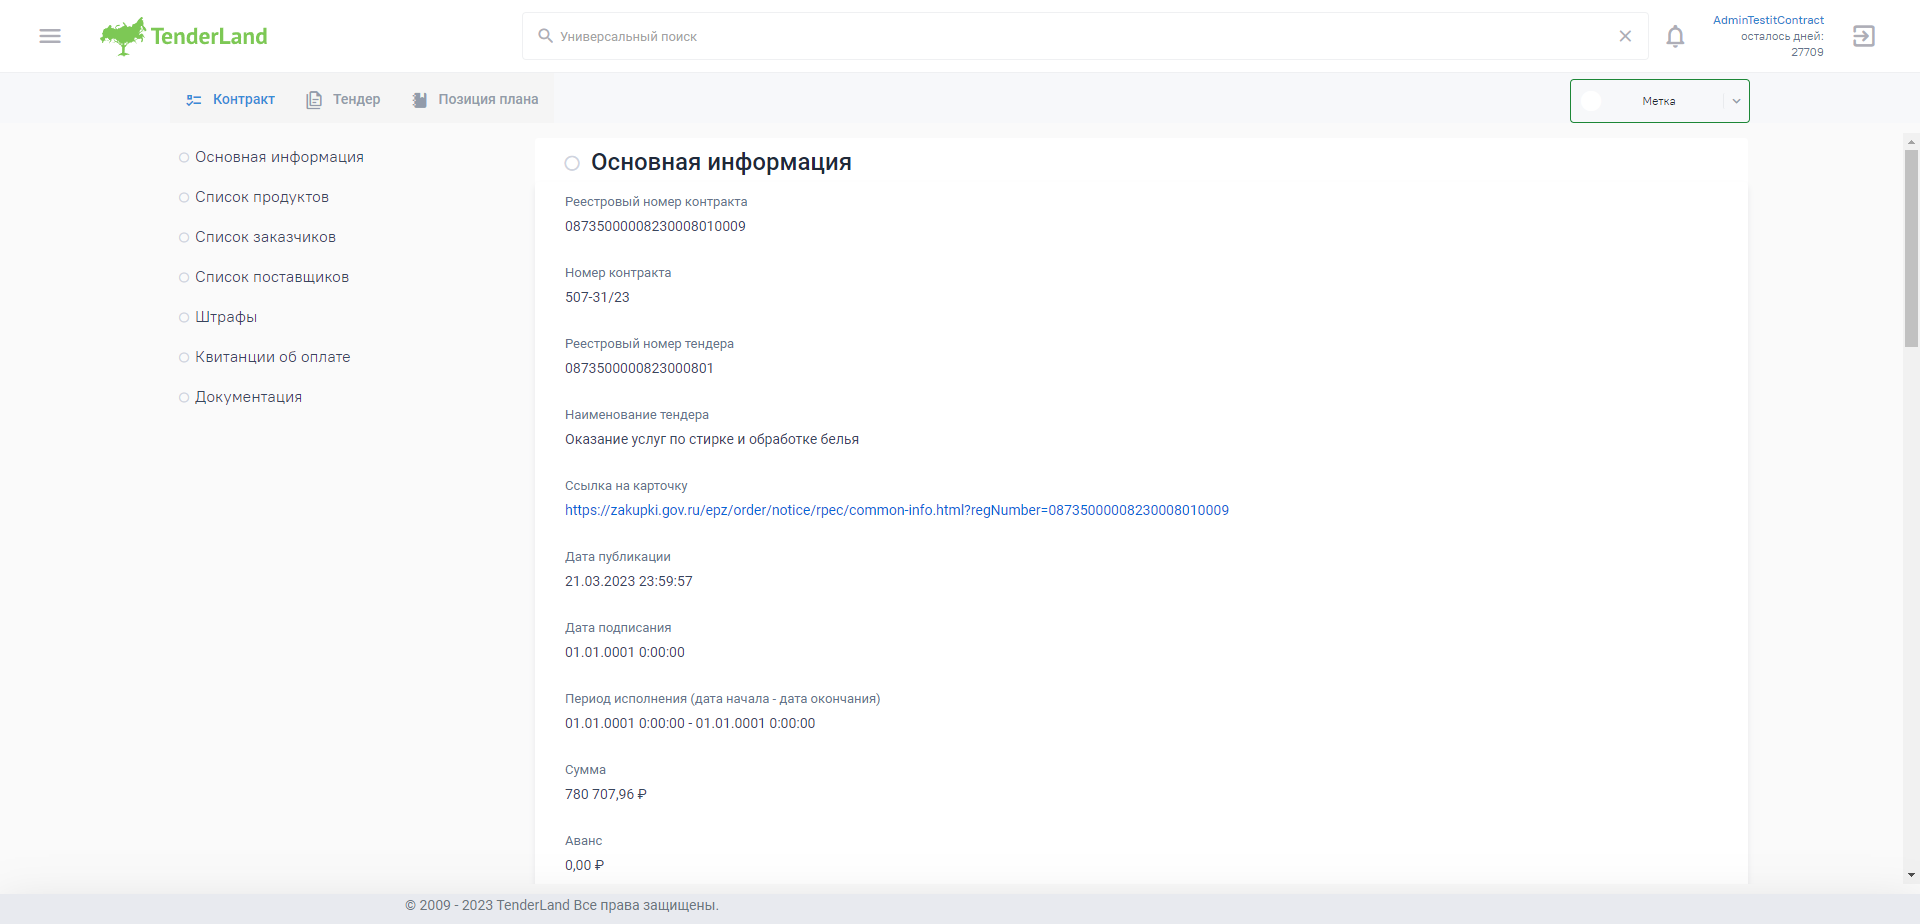 TenderLand
Универсальный поиск
AdminTestitContract
осталось дней:
27709
Контракт
Тендер
Позиция плана
Метка
Основная информация
Список продуктов
Список заказчиков
Список поставщиков
Штрафы
Квитанции об оплате
Документация
Основная информация
Реестровый номер контракта
08735000008230008010009
Номер контракта
507-31/23
Реестровый номер тендера
0873500000823000801
Наименование тендера
Оказание услуг по стирке и обработке белья
Ссылка на карточку
https://zakupki.gov.ru/epz/order/notice/rpec/common-info.html?regNumber=08735000008230008010009
Дата публикации
21.03.2023 23:59:57
Дата подписания
01.01.0001 0:00:00
Период исполнения (дата начала - дата окончания)
01.01.0001 0:00:00 - 01.01.0001 0:00:00
Сумма
780 707,96 ₽
Аванс
0,00 ₽
© 2009 - 2023 TenderLand Все права защищены.